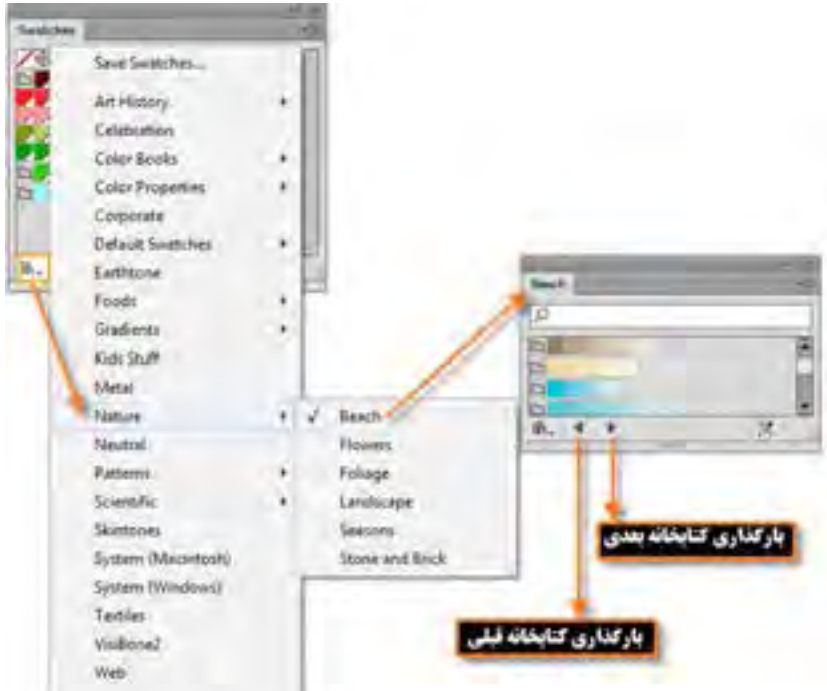 Swatches
Save Swatches...
Art History
Celebration
Color Books
Color Properties
Corporate
Default Swatches
Earthtone
Foods
Gradients
Kids Stuff
Metal
Nature
Neutral
Patterns
Scientific
Skintones
System (Macintosh)
System (Windows)
Textiles
VisiBone2
Web
Beach
Flowers
Foliage
Landscape
Seasons
Stone and Brick
Beach
بارگذاری کتابخانه بعدی
بارگذاری کتابخانه قبلی